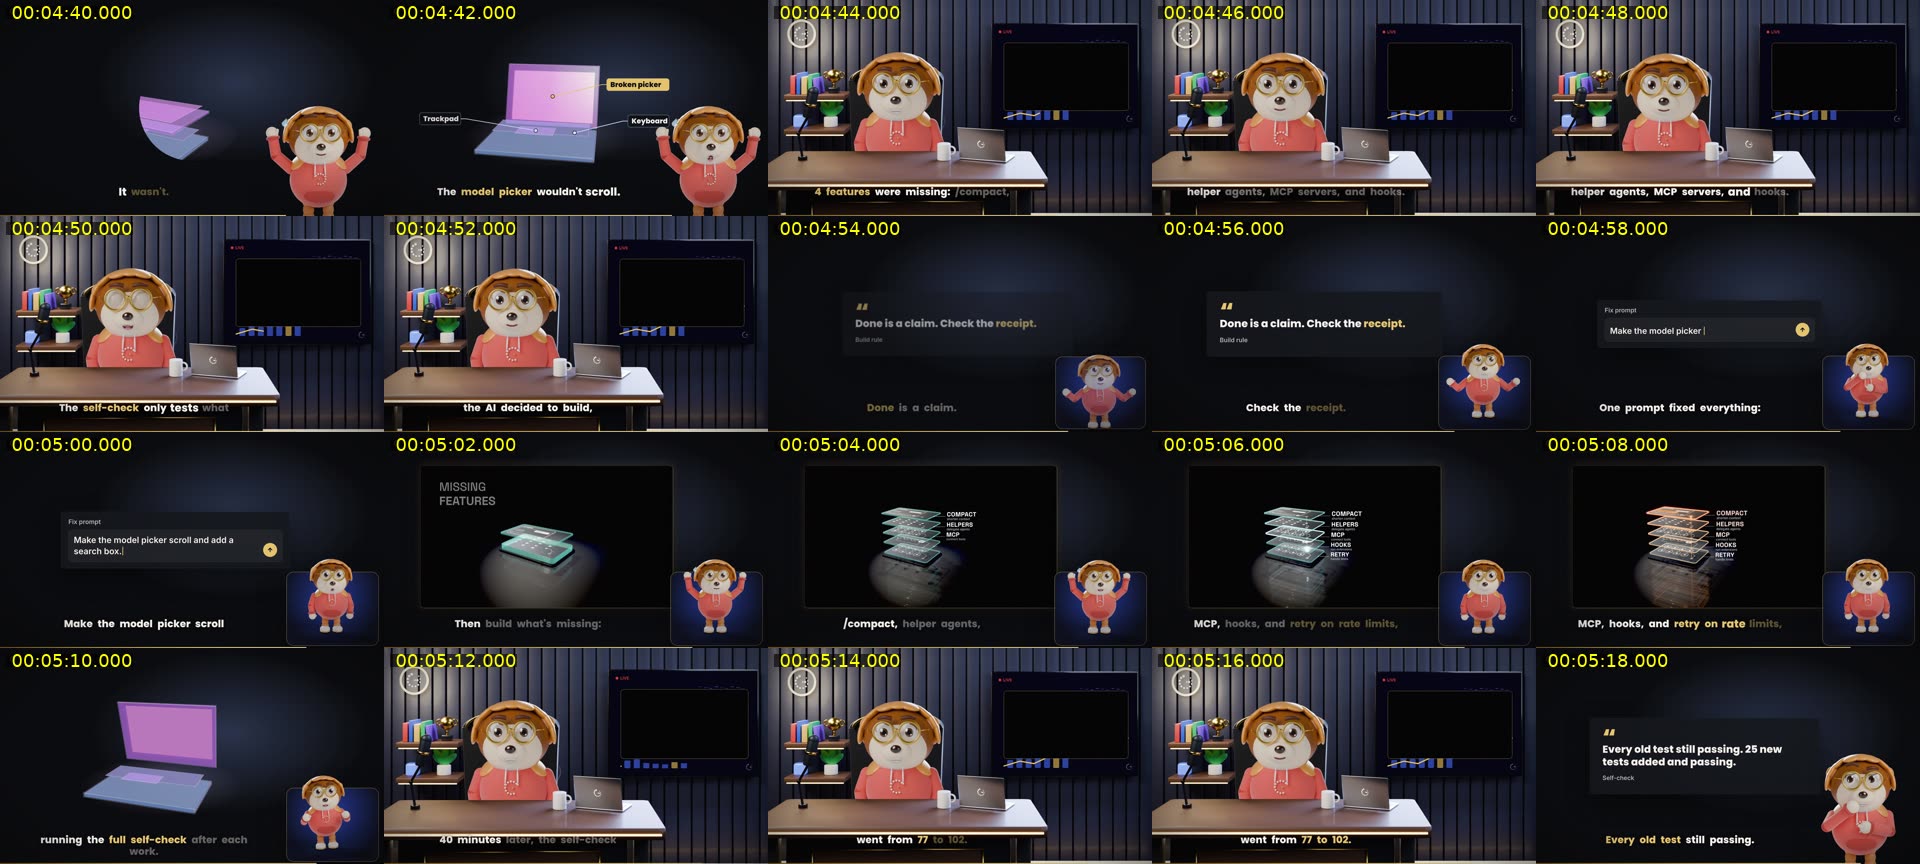 00:04:40.000
It wasn't.
00:04:42.000
Broken picker
Trackpad
Keyboard
The model picker wouldn't scroll.
00:04:44.000
LIVE
4 features were missing: /compact,
00:04:46.000
LIVE
helper agents, MCP servers, and hooks.
00:04:48.000
LIVE
helper agents, MCP servers, and hooks.
00:04:50.000
LIVE
The self-check only tests what
00:04:52.000
LIVE
the AI decided to build,
00:04:54.000
Done is a claim. Check the receipt.
Build rule
Done is a claim.
00:04:56.000
Done is a claim. Check the receipt.
Build rule
Check the receipt.
00:04:58.000
Fix prompt
Make the model picker
One prompt fixed everything:
00:05:00.000
Fix prompt
Make the model picker scroll and add a
search box.
Make the model picker scroll
00:05:02.000
MISSING
FEATURES
Then build what's missing:
00:05:04.000
COMPACT
HELPERS
MCP
/compact, helper agents,
00:05:06.000
COMPACT
HELPERS
MCP
HOOKS
RETRY
MCP, hooks, and retry on rate limits,
00:05:08.000
COMPACT
HELPERS
MCP
HOOKS
RETRY
MCP, hooks, and retry on rate limits,
00:05:10.000
running the full self-check after each
work.
00:05:12.000
LIVE
40 minutes later, the self-check
00:05:14.000
LIVE
went from 77 to 102.
00:05:16.000
LIVE
went from 77 to 102.
00:05:18.000
Every old test still passing. 25 new
tests added and passing.
Self-check
Every old test still passing.